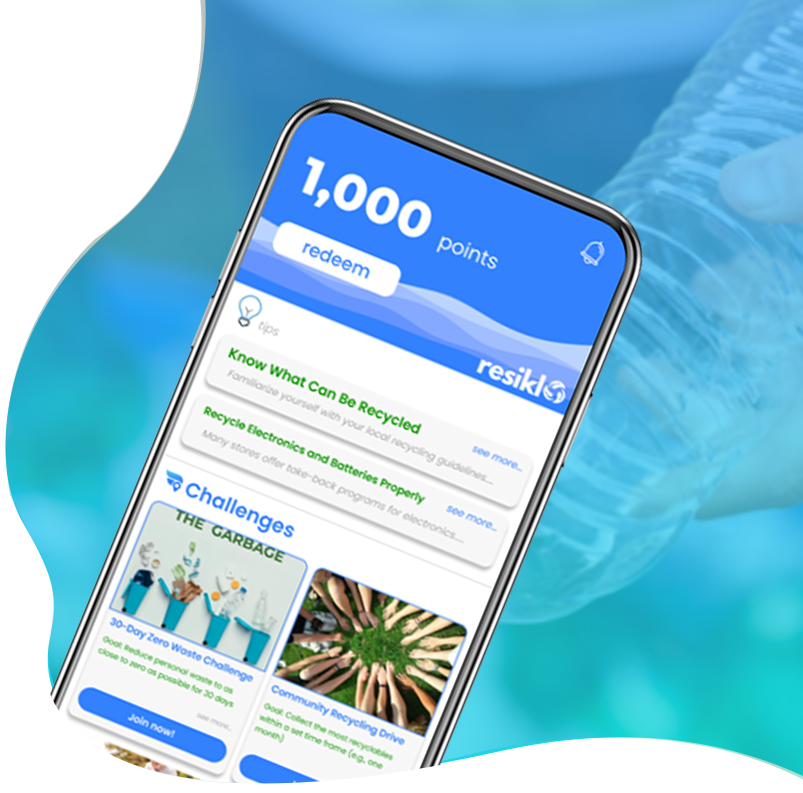 1,000 points
redeem
resiklo
tips
Know What Can Be Recycled
Familiarize yourself with your local recycling guidelines...
see more...
Recycle Electronics and Batteries Properly
Many stores offer take-back programs for electronics....
see more...
Challenges
THE GARBAGE
30-Day Zero Waste Challenge
Goal: Reduce personal waste to as
close to zero as possible for 30 days
see more...
Join now!
Community Recycling Drive
Goal: Collect the most recyclables
within a set time frame (e.g., one
month)